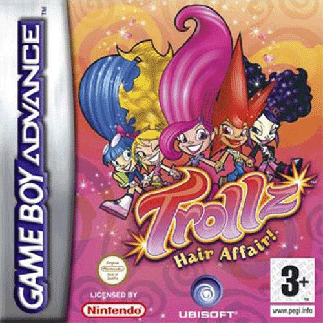 GAME BOY ADVANCE
Trollz
Hair Affair!
LICENSED BY
Nintendo
UBISOFT
3+
www.pegi.info